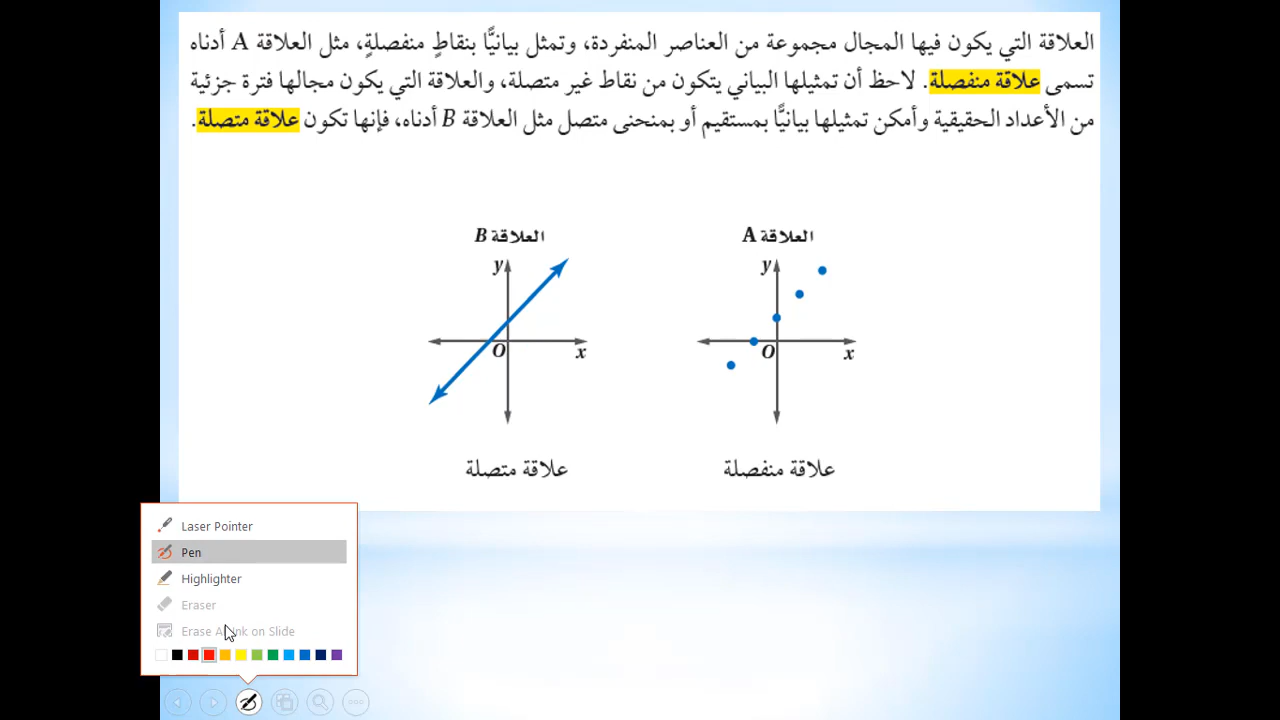 العلاقة التي يكون فيها المجال مجموعة من العناصر المنفردة، وتمثل بيانيًّا بنقاطٍ منفصلةٍ، مثل العلاقة A أدناه
تسمى علاقة منفصلة. لاحظ أن تمثيلها البياني يتكون من نقاط غير متصلة، والعلاقة التي يكون مجالها فترة جزئية
من الأعداد الحقيقية وأمكن تمثيلها بيانيًّا بمستقيم أو بمنحنى متصل مثل العلاقة B أدناه، فإنها تكون علاقة متصلة.
العلاقة A
y
O
x
علاقة منفصلة
العلاقة B
y
O
x
علاقة متصلة
Laser Pointer
Pen
Highlighter
Eraser
Erase All Ink on Slide